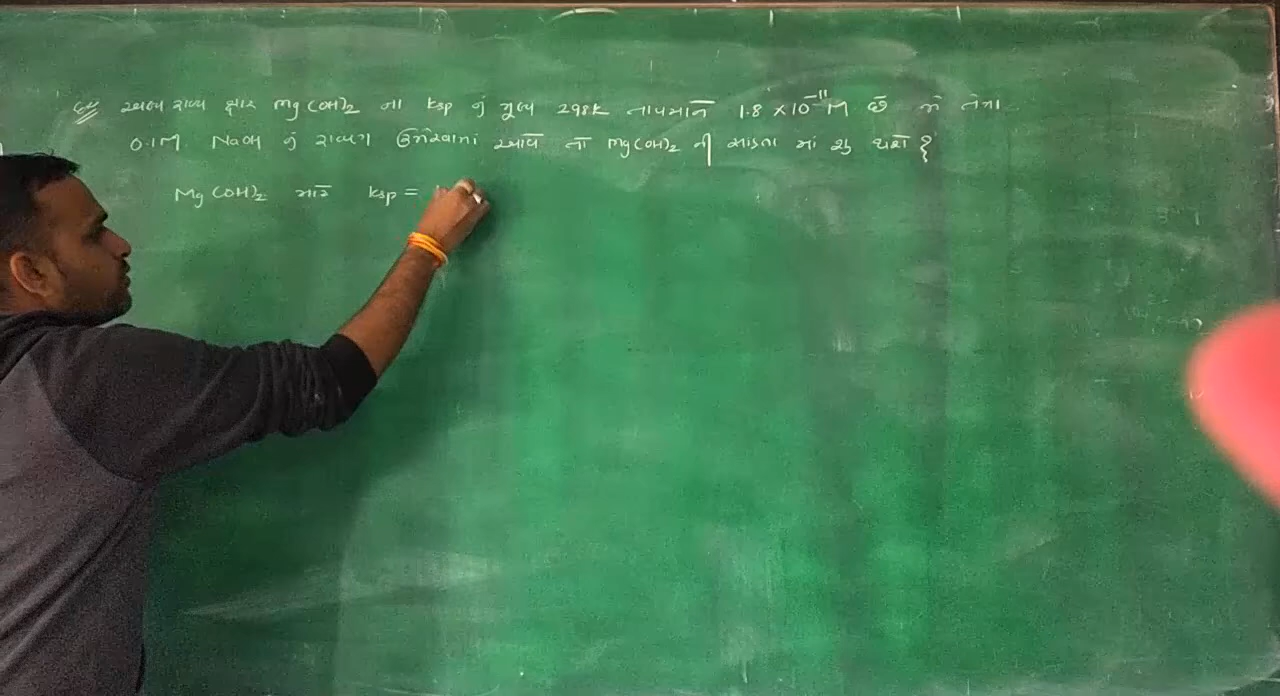 અલ્પ દ્રાવ્ય ક્ષાર Mg(OH)₂ ના Ksp નું મૂલ્ય 298K તાપમાને 1.8 × 10⁻¹¹ M છે જો તેમા
0.1M NaOH નું દ્રાવણ ઉમેરવામાં આવે તો Mg(OH)₂ ની સાંદ્રતા માં શું થશે ?
Mg(OH)₂ માટે Ksp =